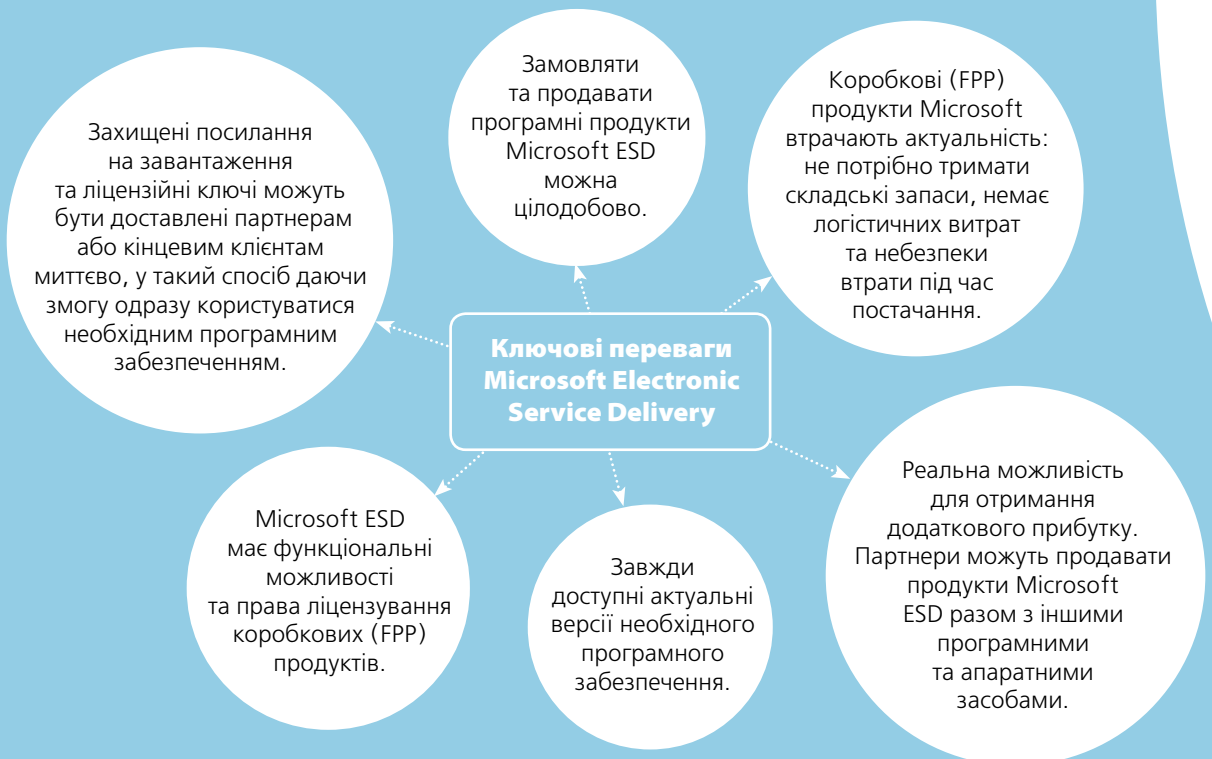 Захищені посилання
на завантаження
та ліцензійні ключі можуть
бути доставлені партнерам
або кінцевим клієнтам
миттєво, у такий спосіб даючи
змогу одразу користуватися
необхідним програмним
забезпеченням.
Замовляти
та продавати
програмні продукти
Microsoft ESD
можна
цілодобово.
Коробкові (FPP)
продукти Microsoft
втрачають актуальність:
не потрібно тримати
складські запаси, немає
логістичних витрат
та небезпеки
втрати під час
постачання.
Ключові переваги
Microsoft Electronic
Service Delivery
Microsoft ESD
має функціональні
можливості
та права ліцензування
коробкових (FPP)
продуктів.
Завжди
доступні актуальні
версії необхідного
програмного
забезпечення.
Реальна можливість
для отримання
додаткового прибутку.
Партнери можуть продавати
продукти Microsoft
ESD разом з іншими
програмними
та апаратними
засобами.